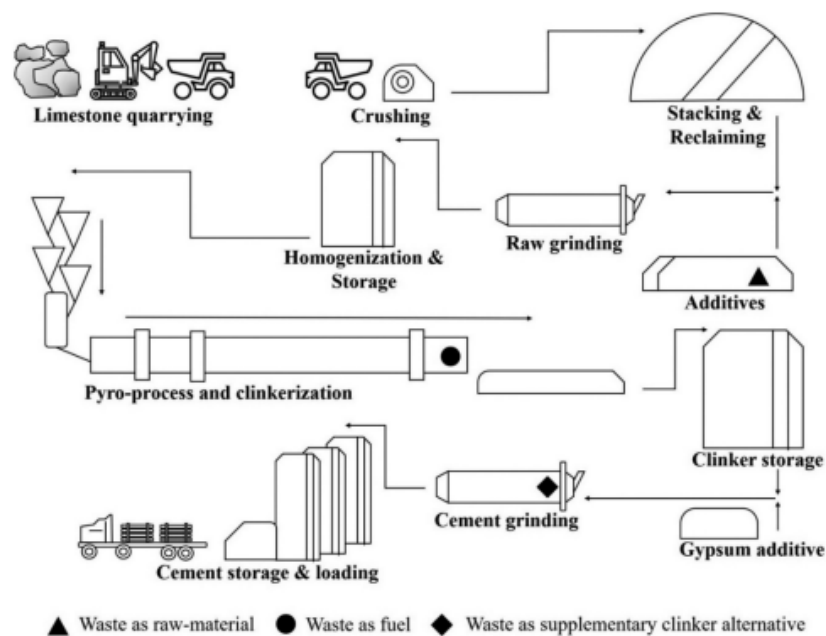 Limestone quarrying
Crushing
Stacking &
Reclaiming
Raw grinding
Homogenization &
Storage
Additives
Pyro-process and clinkerization
Clinker storage
Cement grinding
Gypsum additive
Cement storage & loading
Waste as raw-material
Waste as fuel
Waste as supplementary clinker alternative